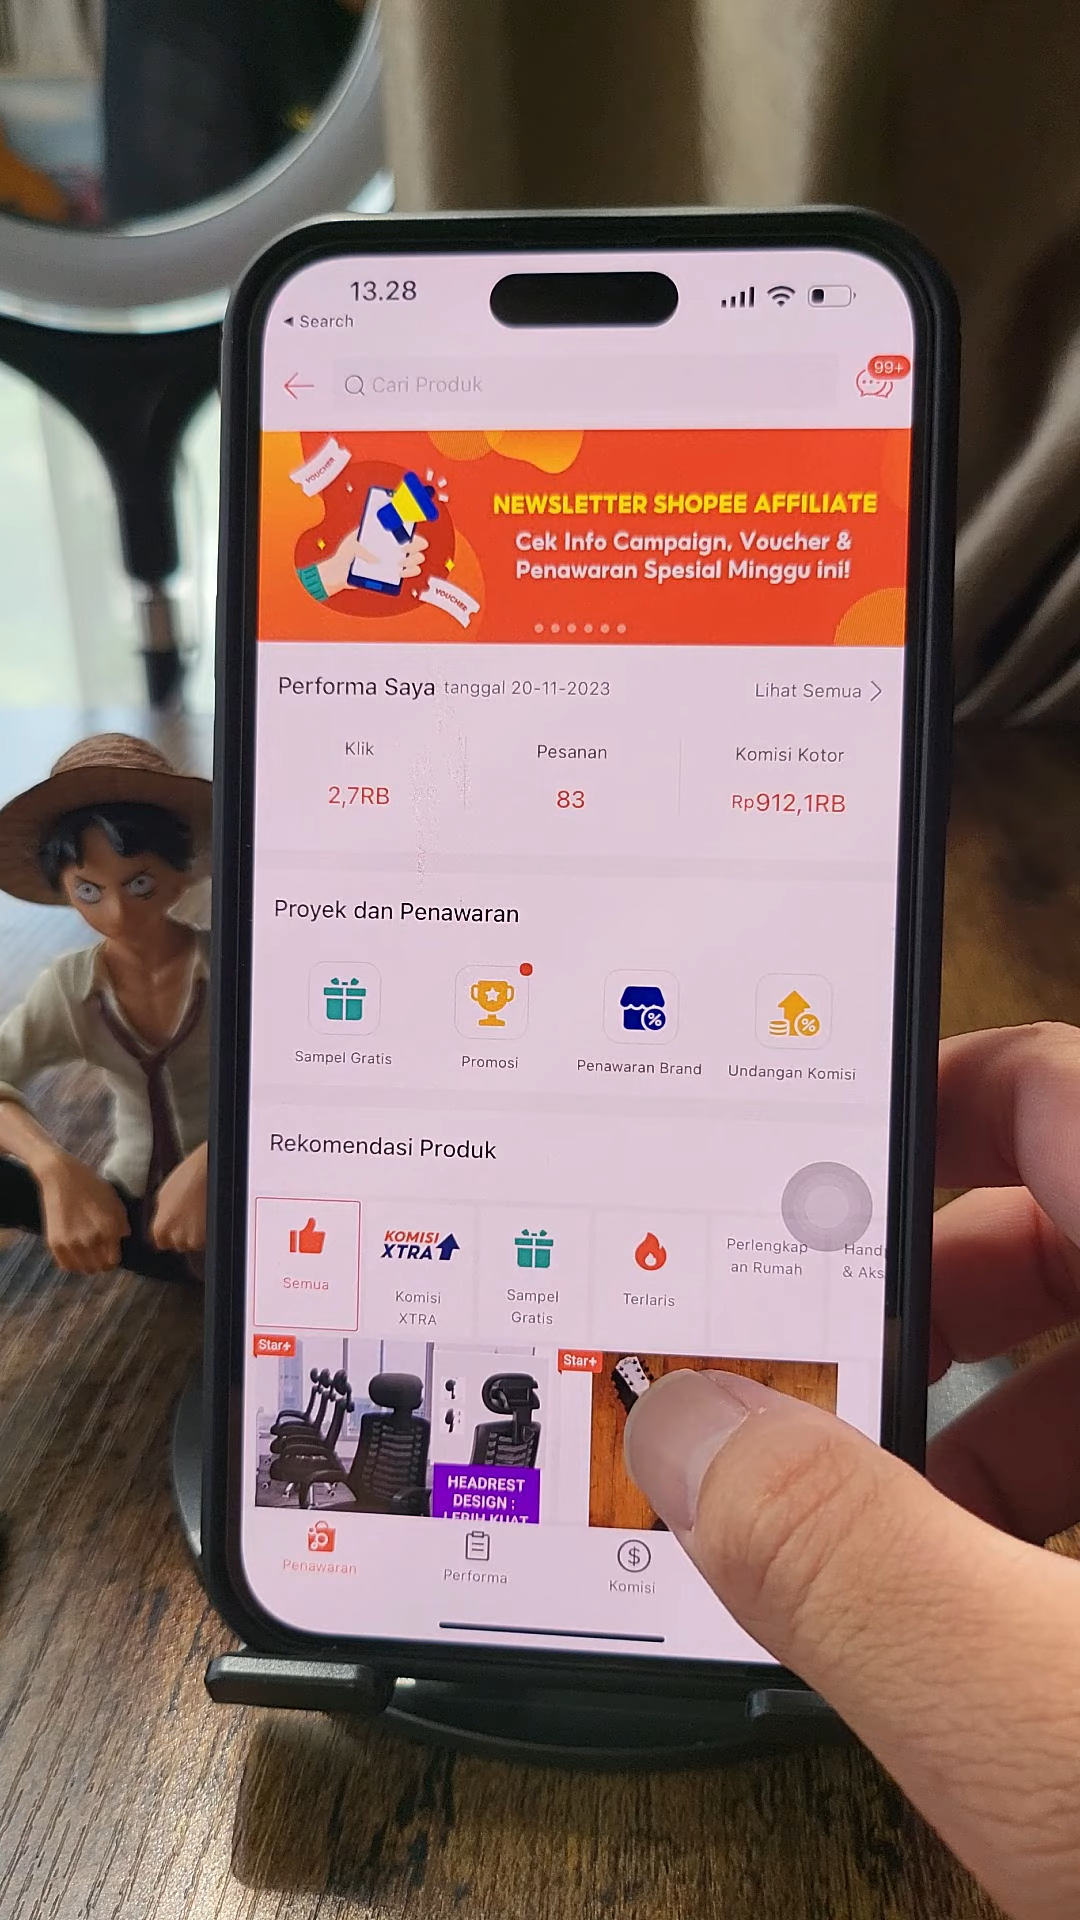 13.28
◀ Search
Cari Produk
99+
VOUCHER
NEWSLETTER SHOPEE AFFILIATE
Cek Info Campaign, Voucher &
Penawaran Spesial Minggu ini!
VOUCHER
Performa Saya tanggal 20-11-2023
Lihat Semua >
Klik
Pesanan
Komisi Kotor
2,7RB
83
Rp912,1RB
Proyek dan Penawaran
%
%
Sampel Gratis
Promosi
Penawaran Brand
Undangan Komisi
Rekomendasi Produk
KOMISI
XTRA
Semua
Komisi
XTRA
Sampel
Gratis
Terlaris
Perlengkap
an Rumah
Hand
& Aks
Star+
Star+
HEADREST
DESIGN :
LEBIH KUAT
$
Penawaran
Performa
Komisi